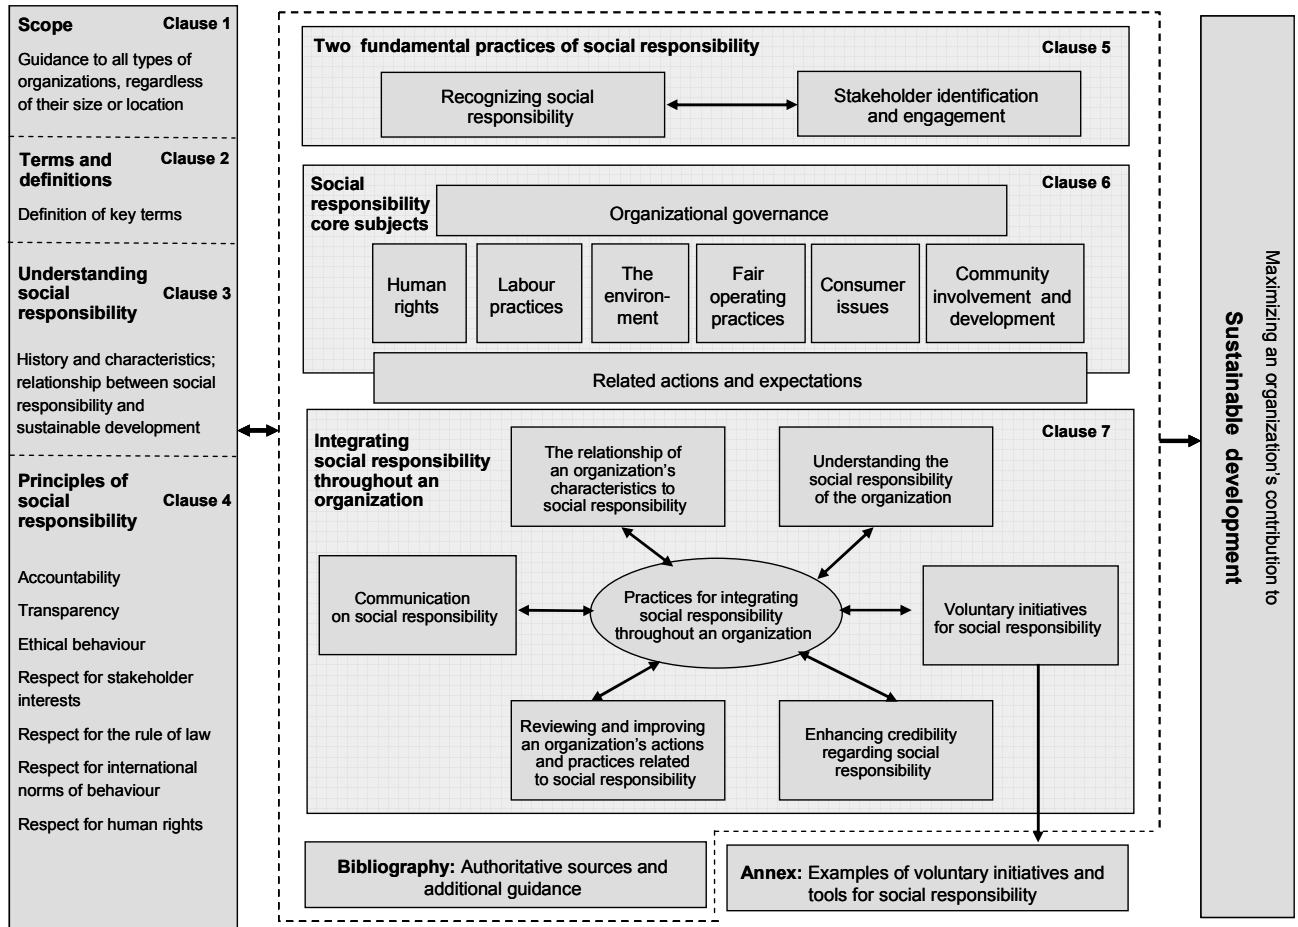 Scope Clause 1
Guidance to all types of
organizations, regardless
of their size or location
Terms and Clause 2
definitions
Definition of key terms
Understanding
social Clause 3
responsibility
History and characteristics;
relationship between social
responsibility and
sustainable development
Principles of
social Clause 4
responsibility
Accountability
Transparency
Ethical behaviour
Respect for stakeholder
interests
Respect for the rule of law
Respect for international
norms of behaviour
Respect for human rights
Two fundamental practices of social responsibility Clause 5
Recognizing social
responsibility
Stakeholder identification
and engagement
Social
responsibility
core subjects
Clause 6
Organizational governance
Human
rights
Labour
practices
The
environ-
ment
Fair
operating
practices
Consumer
issues
Community
involvement and
development
Related actions and expectations
Integrating
social responsibility
throughout an
organization
Clause 7
The relationship of
an organization's
characteristics to
social responsibility
Understanding the
social responsibility
of the organization
Communication
on social responsibility
Practices for integrating
social responsibility
throughout an organization
Voluntary initiatives
for social responsibility
Reviewing and improving
an organization's actions
and practices related
to social responsibility
Enhancing credibility
regarding social
responsibility
Bibliography: Authoritative sources and
additional guidance
Annex: Examples of voluntary initiatives and
tools for social responsibility
Maximizing an organization's contribution to
Sustainable development